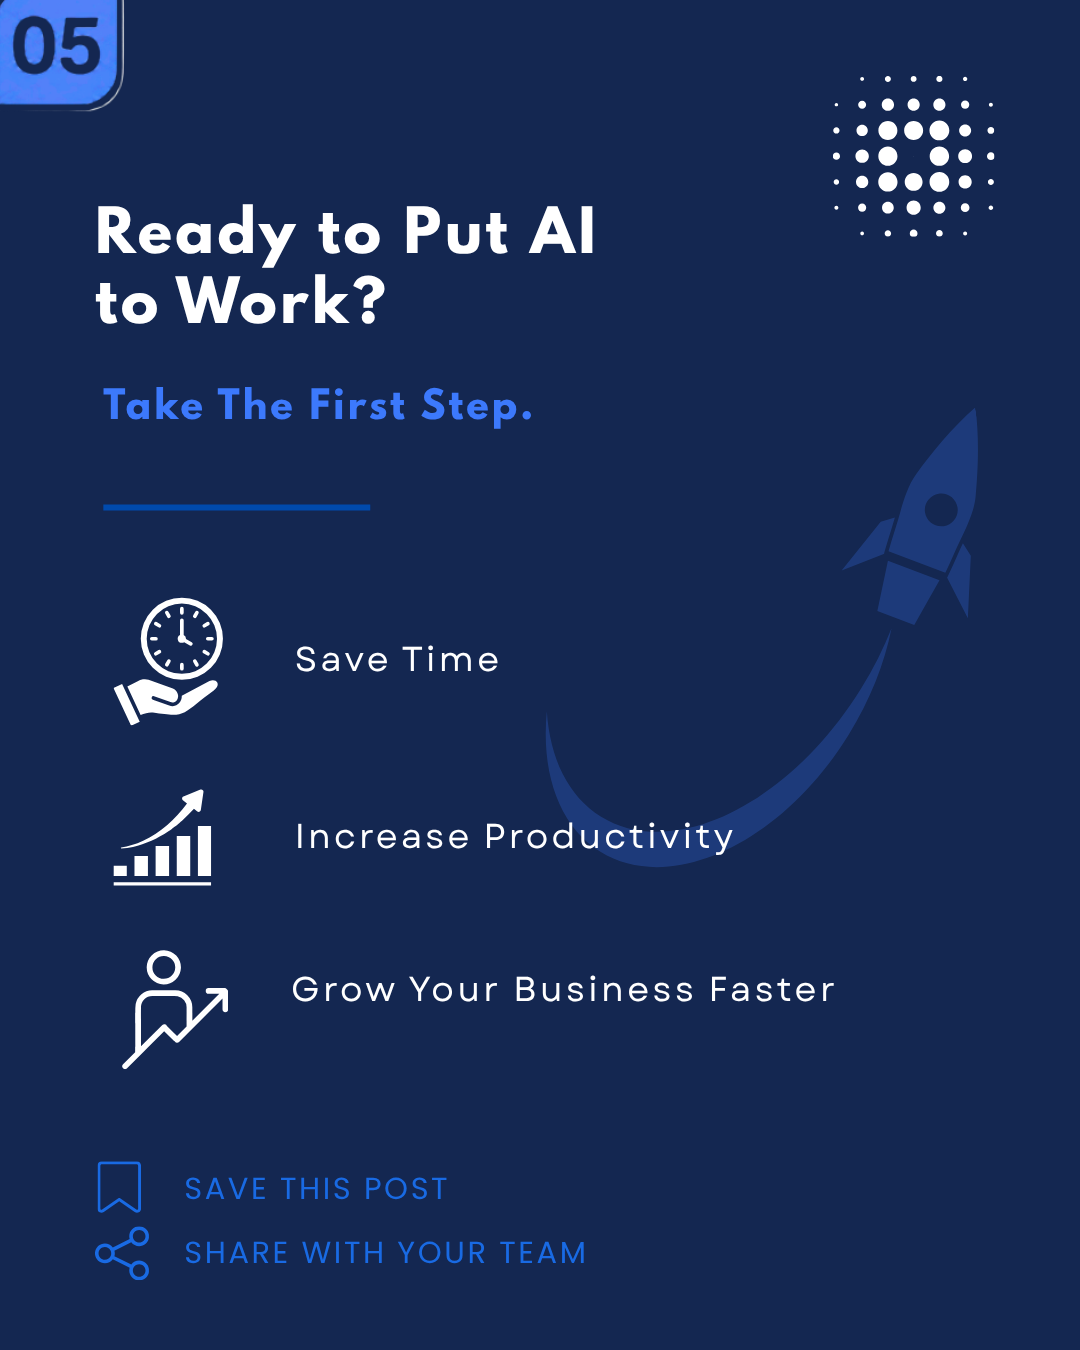 05
Ready to Put AI
to Work?
Take The First Step.
Save Time
Increase Productivity
Grow Your Business Faster
SAVE THIS POST
SHARE WITH YOUR TEAM